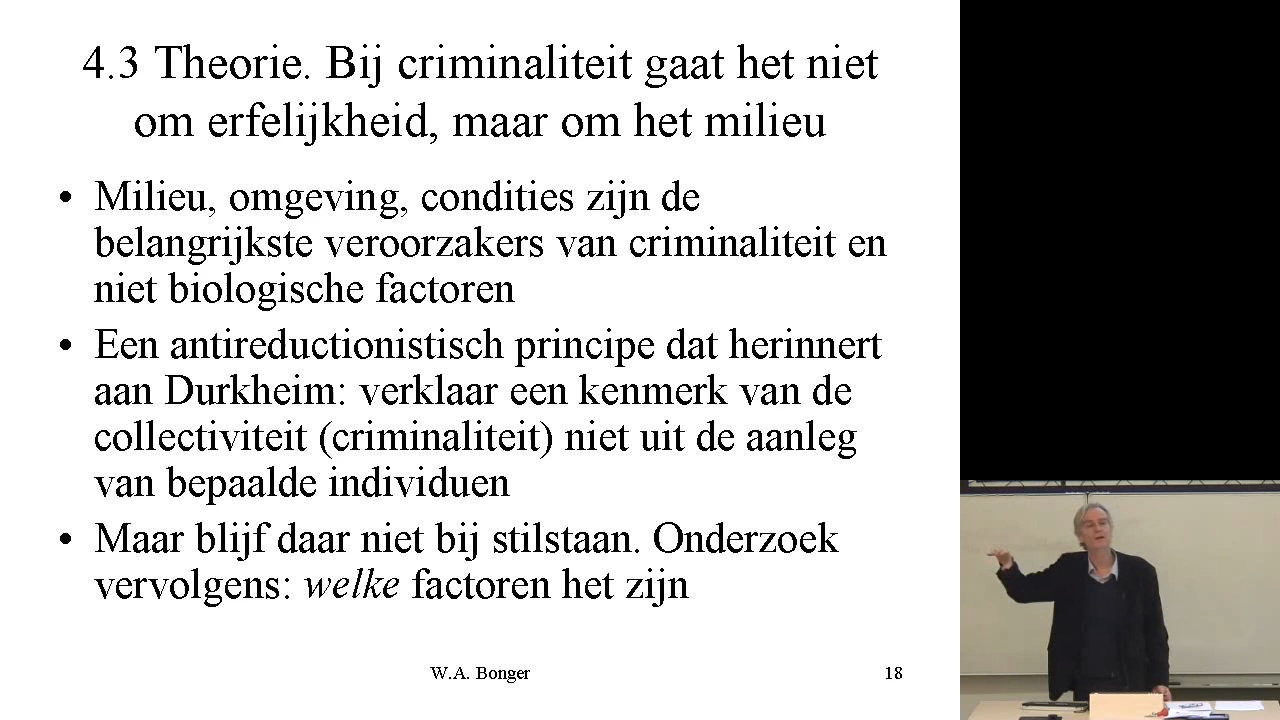 4.3 Theorie. Bij criminaliteit gaat het niet
om erfelijkheid, maar om het milieu
• Milieu, omgeving, condities zijn de
belangrijkste veroorzakers van criminaliteit en
niet biologische factoren
• Een antireductionistisch principe dat herinnert
aan Durkheim: verklaar een kenmerk van de
collectiviteit (criminaliteit) niet uit de aanleg
van bepaalde individuen
• Maar blijf daar niet bij stilstaan. Onderzoek
vervolgens: welke factoren het zijn
W.A. Bonger
18